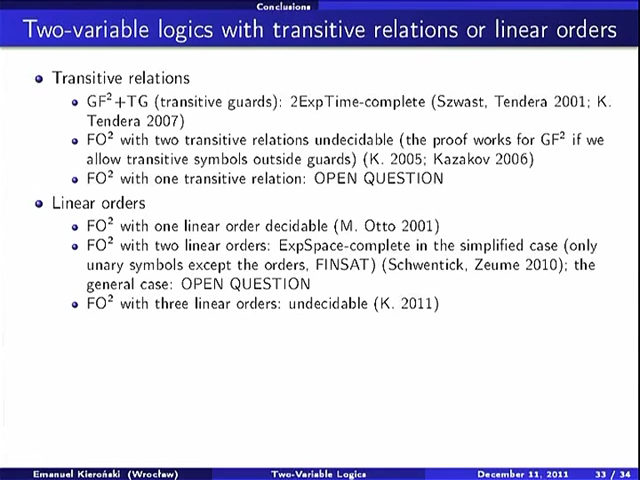 Conclusions
Two-variable logics with transitive relations or linear orders
Transitive relations
GF²+TG (transitive guards): 2ExpTime-complete (Szwast, Tendera 2001; K.
Tendera 2007)
FO² with two transitive relations undecidable (the proof works for GF² if we
allow transitive symbols outside guards) (K. 2005; Kazakov 2006)
FO² with one transitive relation: OPEN QUESTION
Linear orders
FO² with one linear order decidable (M. Otto 2001)
FO² with two linear orders: ExpSpace-complete in the simplified case (only
unary symbols except the orders, FINSAT) (Schwentick, Zeume 2010); the
general case: OPEN QUESTION
FO² with three linear orders: undecidable (K. 2011)
Emanuel Kieroński (Wrocław) Two-Variable Logics December 11, 2011 33 / 34